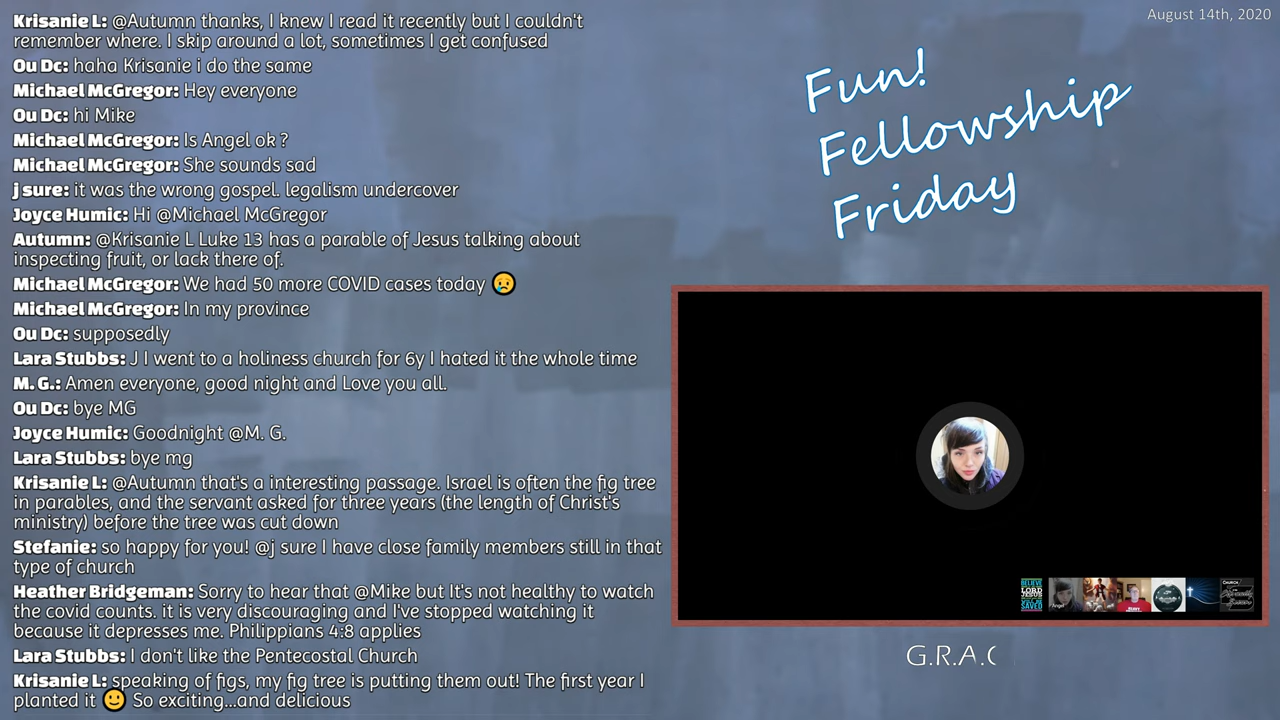 Krisanie L: @Autumn thanks, I knew I read it recently but I couldn't
remember where. I skip around a lot, sometimes I get confused
Ou Dc: haha Krisanie i do the same
Michael McGregor: Hey everyone
Ou Dc: hi Mike
Michael McGregor: Is Angel ok ?
Michael McGregor: She sounds sad
j sure: it was the wrong gospel. legalism undercover
Joyce Humic: Hi @Michael McGregor
Autumn: @Krisanie L Luke 13 has a parable of Jesus talking about
inspecting fruit, or lack there of.
Michael McGregor: We had 50 more COVID cases today 😥
Michael McGregor: In my province
Ou Dc: supposedly
Lara Stubbs: J I went to a holiness church for 6y I hated it the whole time
M. G.: Amen everyone, good night and Love you all.
Ou Dc: bye MG
Joyce Humic: Goodnight @M. G.
Lara Stubbs: bye mg
Krisanie L: @Autumn that's a interesting passage. Israel is often the fig tree
in parables, and the servant asked for three years (the length of Christ's
ministry) before the tree was cut down
Stefanie: so happy for you! @j sure I have close family members still in that
type of church
Heather Bridgeman: Sorry to hear that @Mike but It's not healthy to watch
the covid counts. it is very discouraging and I've stopped watching it
because it depresses me. Philippians 4:8 applies
Lara Stubbs: I don't like the Pentecostal Church
Krisanie L: speaking of figs, my fig tree is putting them out! The first year I
planted it 🙂 So exciting...and delicious
August 14th, 2020
Fun!
Fellowship
Friday
BELIEVE
LORD
JESUS
SAVED
Angel
CHURCH
G.R.A.C